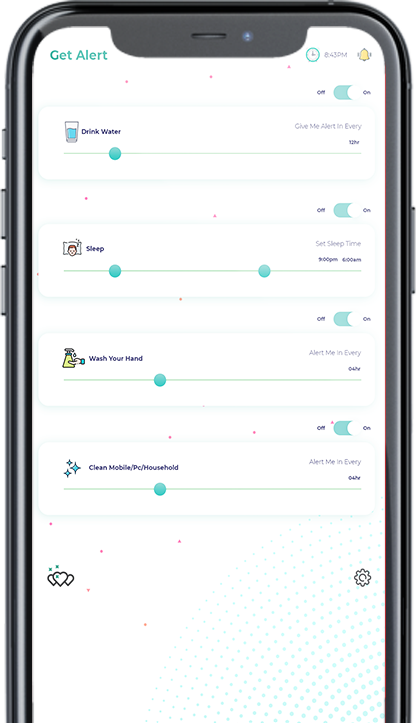 Get Alert
8:43PM
Off On
Drink Water
Give Me Alert In Every
12hr
Off On
Sleep
Set Sleep Time
9:00pm 6:00am
Off On
Wash Your Hand
Alert Me In Every
04hr
Off On
Clean Mobile/Pc/Household
Alert Me In Every
04hr